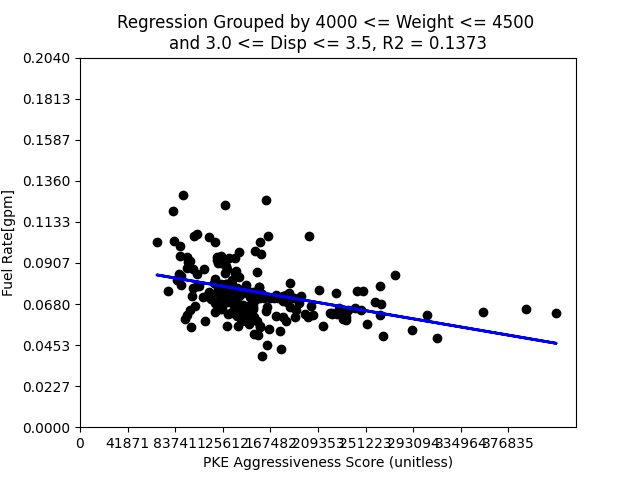 Regression Grouped by 4000 <= Weight <= 4500
and 3.0 <= Disp <= 3.5, R2 = 0.1373
0.2040
0.1813
0.1587
0.1360
0.1133
0.0907
0.0680
0.0453
0.0227
0.0000
Fuel Rate[gpm]
0 41871 83741 125612 167482 209353 251223 293094 334964 376835
PKE Aggressiveness Score (unitless)